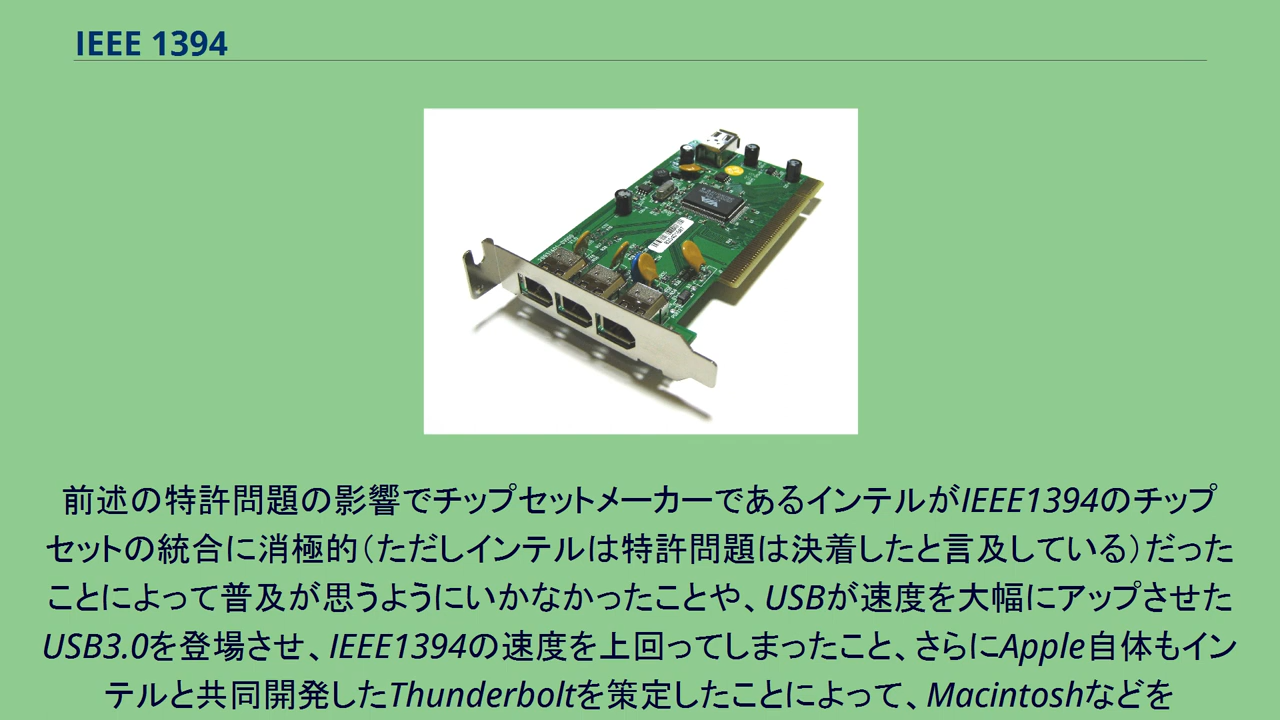 IEEE 1394
VIA
前述の特許問題の影響でチップセットメーカーであるインテルがIEEE1394のチップ
セットの統合に消極的（ただしインテルは特許問題は決着したと言及している）だった
ことによって普及が思うようにいかなかったことや、USBが速度を大幅にアップさせた
USB3.0を登場させ、IEEE1394の速度を上回ってしまったこと、さらにApple自体もイン
テルと共同開発したThunderboltを策定したことによって、Macintoshなどを